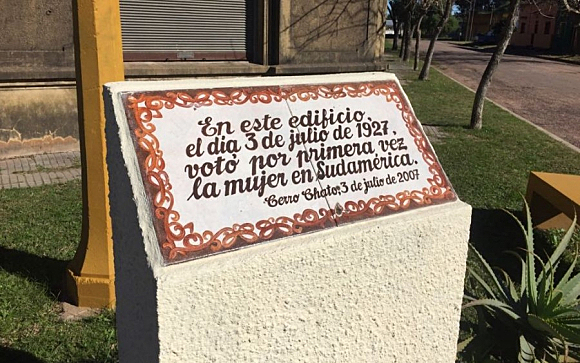 En este edificio,
el día 3 de julio de 1927,
votó por primera vez
la mujer en Sudamérica.
Cerro Chato, 3 de julio de 2007